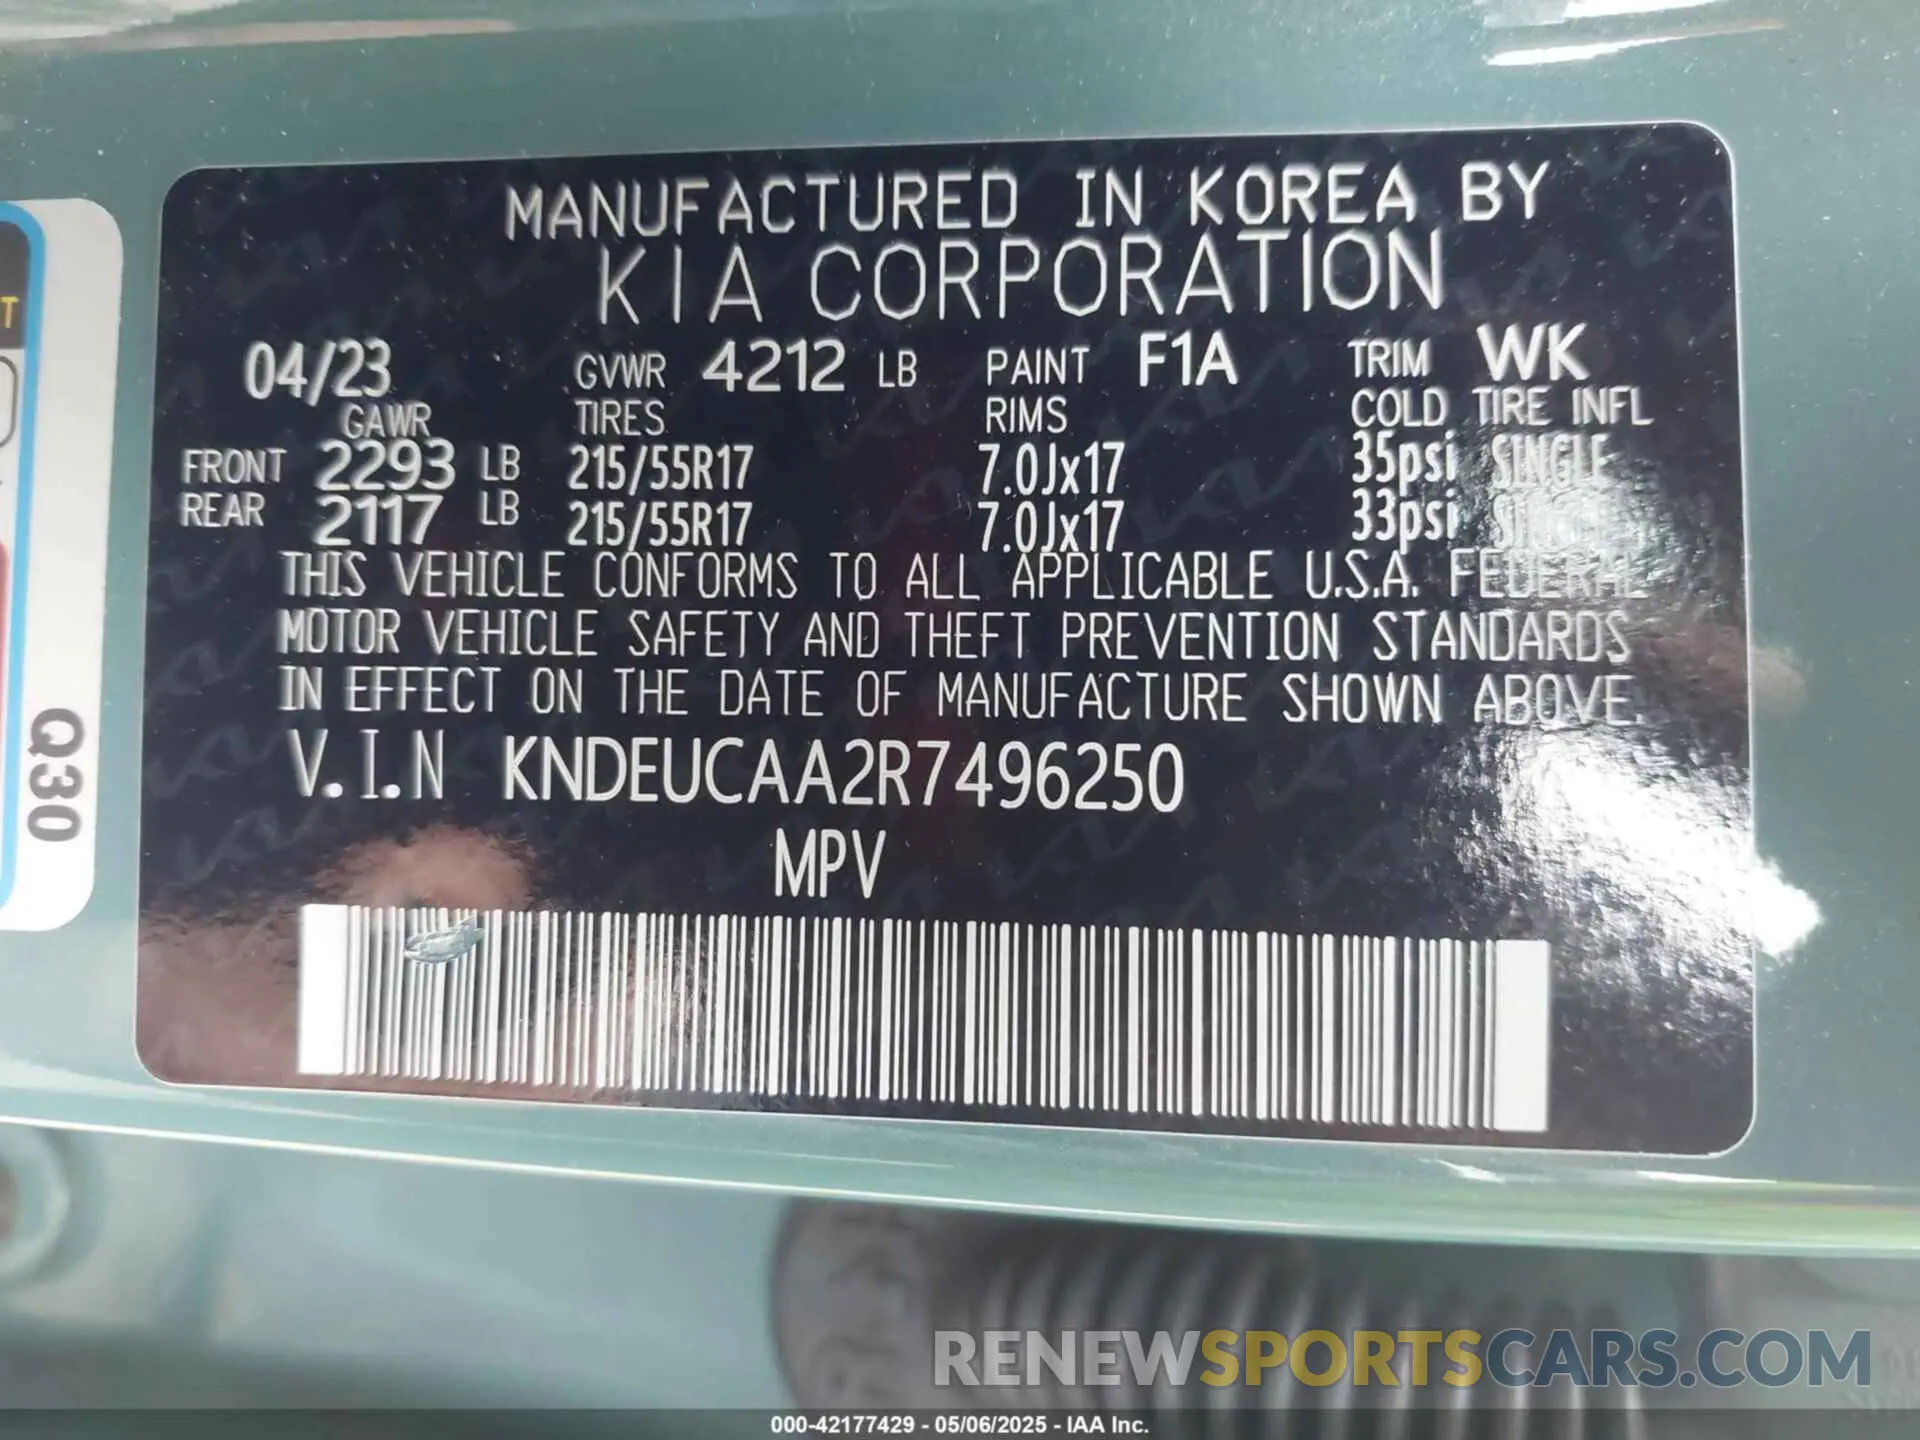 MANUFACTURED IN KOREA BY
KIA CORPORATION
04/23 GVWR 4212 LB PAINT F1A TRIM WK
GAWR TIRES RIMS COLD TIRE INFL
FRONT 2293 LB 215/55R17 7.0Jx17 35psi SINGLE
REAR 2117 LB 215/55R17 7.0Jx17 33psi SINGLE
THIS VEHICLE CONFORMS TO ALL APPLICABLE U.S.A. FEDERAL
MOTOR VEHICLE SAFETY AND THEFT PREVENTION STANDARDS
IN EFFECT ON THE DATE OF MANUFACTURE SHOWN ABOVE.
V.I.N KNDEUCAA2R7496250
MPV
T
Q30
RENEWSPORTSCARS.COM
000-42177429 - 05/06/2025 - IAA Inc.